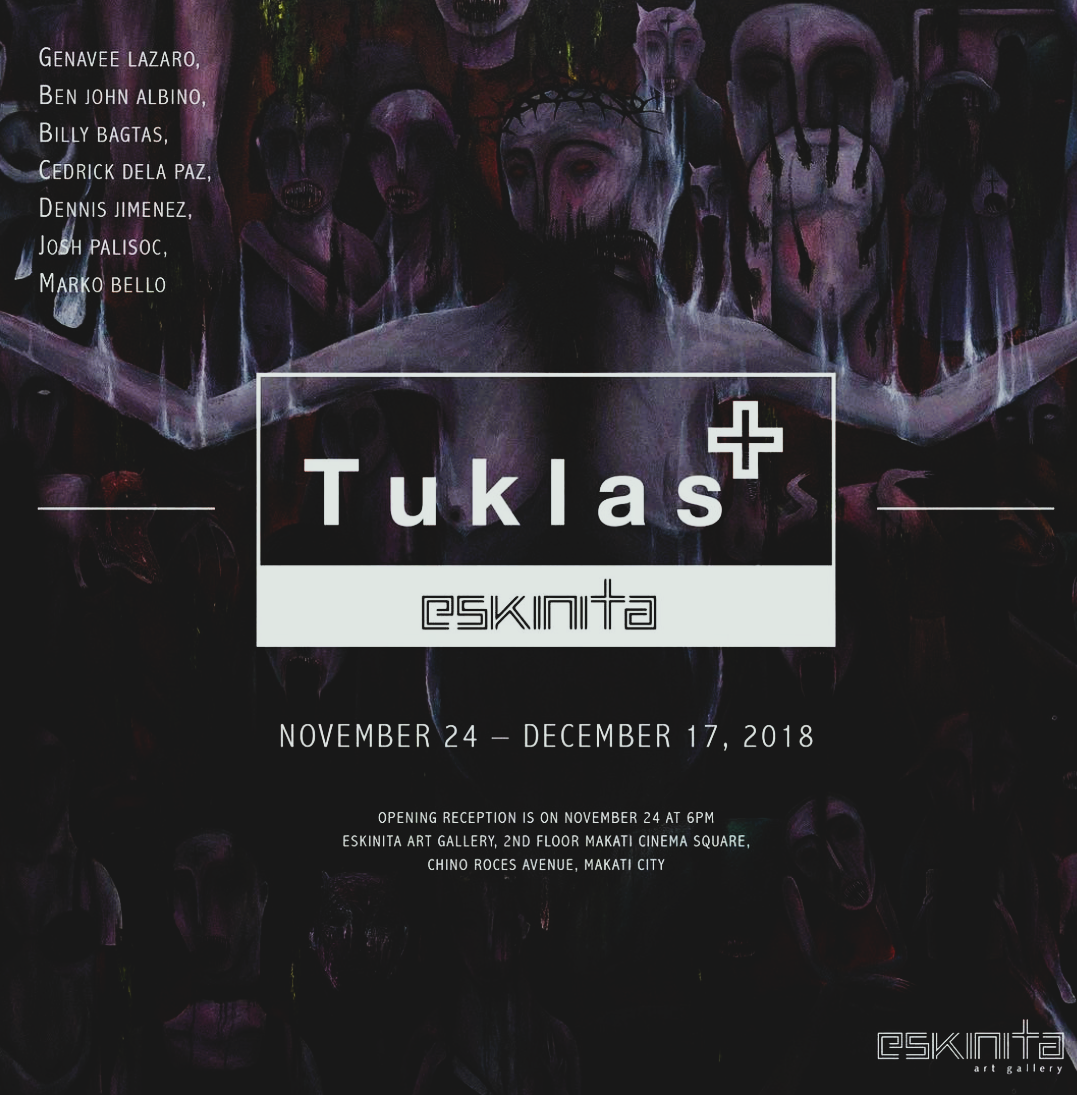 GENAVEE LAZARO,
BEN JOHN ALBINO,
BILLY BAGTAS,
CEDRICK DELA PAZ,
DENNIS JIMENEZ,
JOSH PALISOC,
MARKO BELLO
Tuklas+
eskinita
NOVEMBER 24 – DECEMBER 17, 2018
OPENING RECEPTION IS ON NOVEMBER 24 AT 6PM
ESKINITA ART GALLERY, 2ND FLOOR MAKATI CINEMA SQUARE,
CHINO ROCES AVENUE, MAKATI CITY
eskinita
art gallery